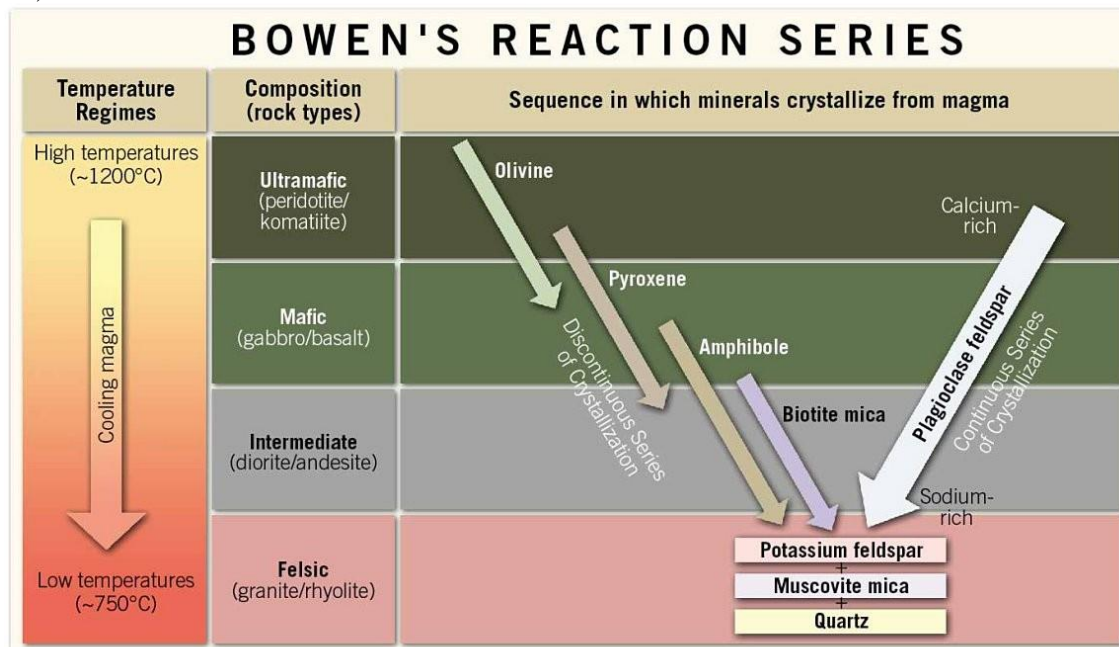 BOWEN'S REACTION SERIES
Temperature
Regimes
Composition
(rock types)
Sequence in which minerals crystallize from magma
High temperatures
(~1200°C)
Cooling magma
Low temperatures
(~750°C)
Ultramafic
(peridotite/
komatiite)
Mafic
(gabbro/basalt)
Intermediate
(diorite/andesite)
Felsic
(granite/rhyolite)
Olivine
Pyroxene
Amphibole
Biotite mica
Discontinuous Series
of Crystallization
Calcium-
rich
Plagioclase feldspar
Continuous Series
of Crystallization
Sodium-
rich
Potassium feldspar
+
Muscovite mica
+
Quartz